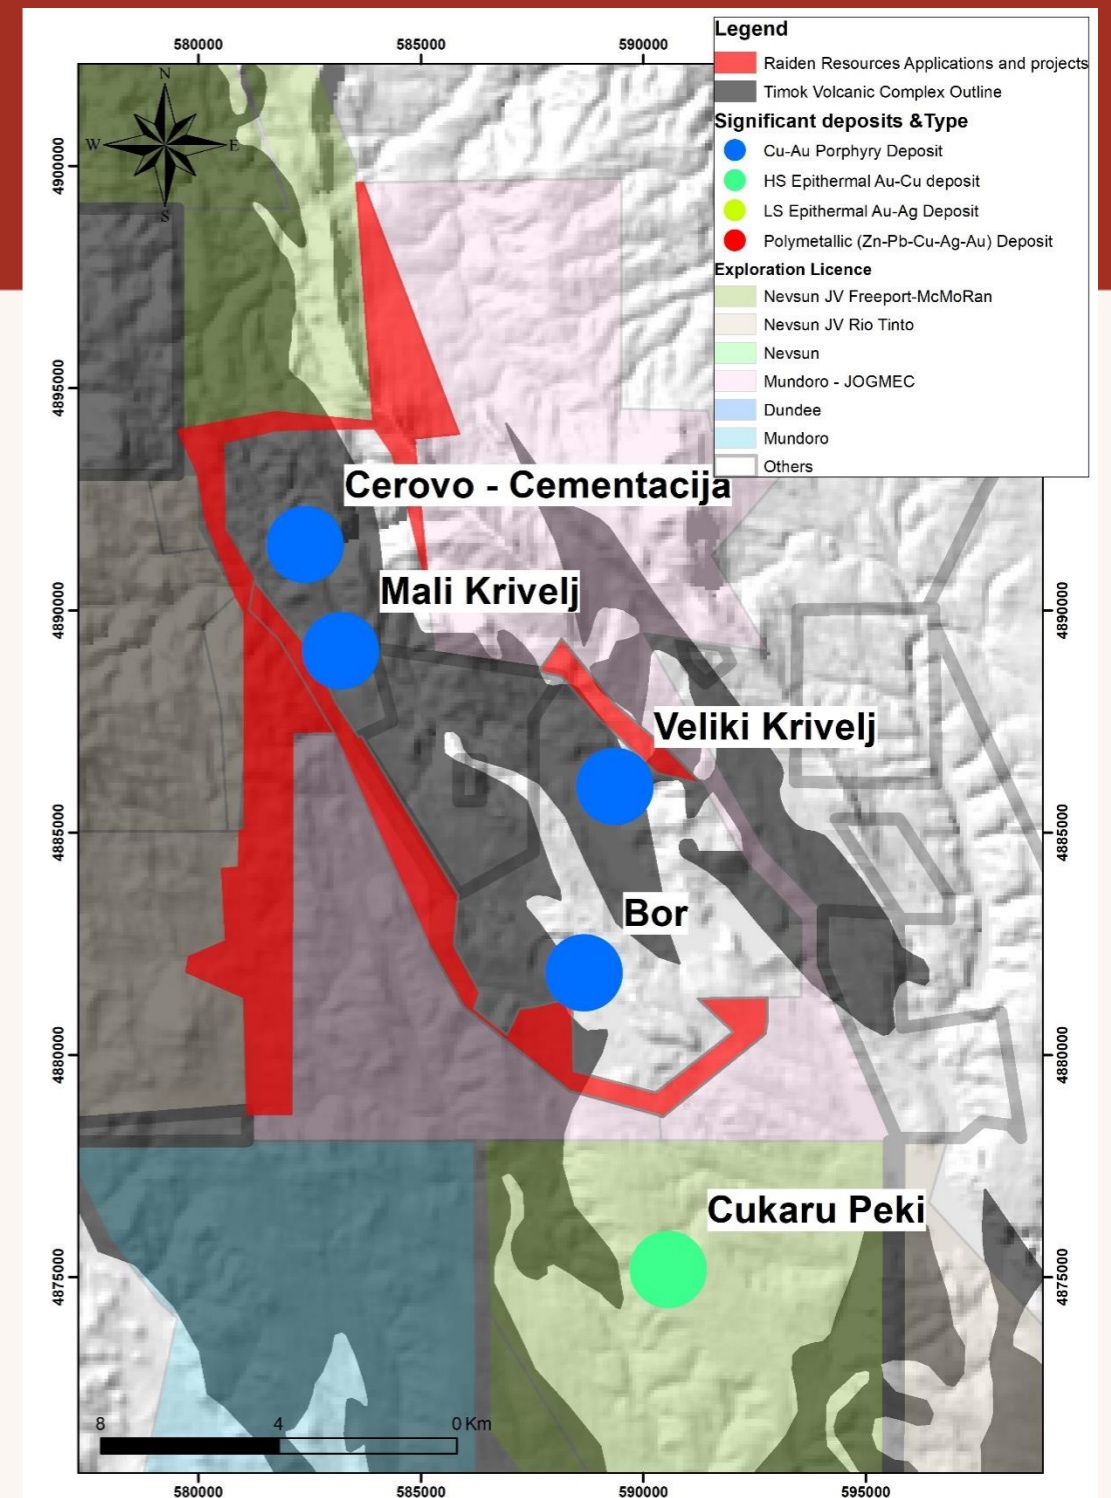 580000
585000
590000
Legend
Raiden Resources Applications and projects
Timok Volcanic Complex Outline
Significant deposits &Type
Cu-Au Porphyry Deposit
HS Epithermal Au-Cu deposit
LS Epithermal Au-Ag Deposit
Polymetallic (Zn-Pb-Cu-Ag-Au) Deposit
Exploration Licence
Nevsun JV Freeport-McMoRan
Nevsun JV Rio Tinto
Nevsun
Mundoro - JOGMEC
Dundee
Mundoro
Others
N
W
E
S
4900000
4895000
Cerovo - Cementacija
Mali Krivelj
4890000
4890000
Veliki Krivelj
4885000
4885000
Bor
4880000
4880000
Cukaru Peki
4875000
4875000
8
4
0 Km
580000
585000
590000
595000